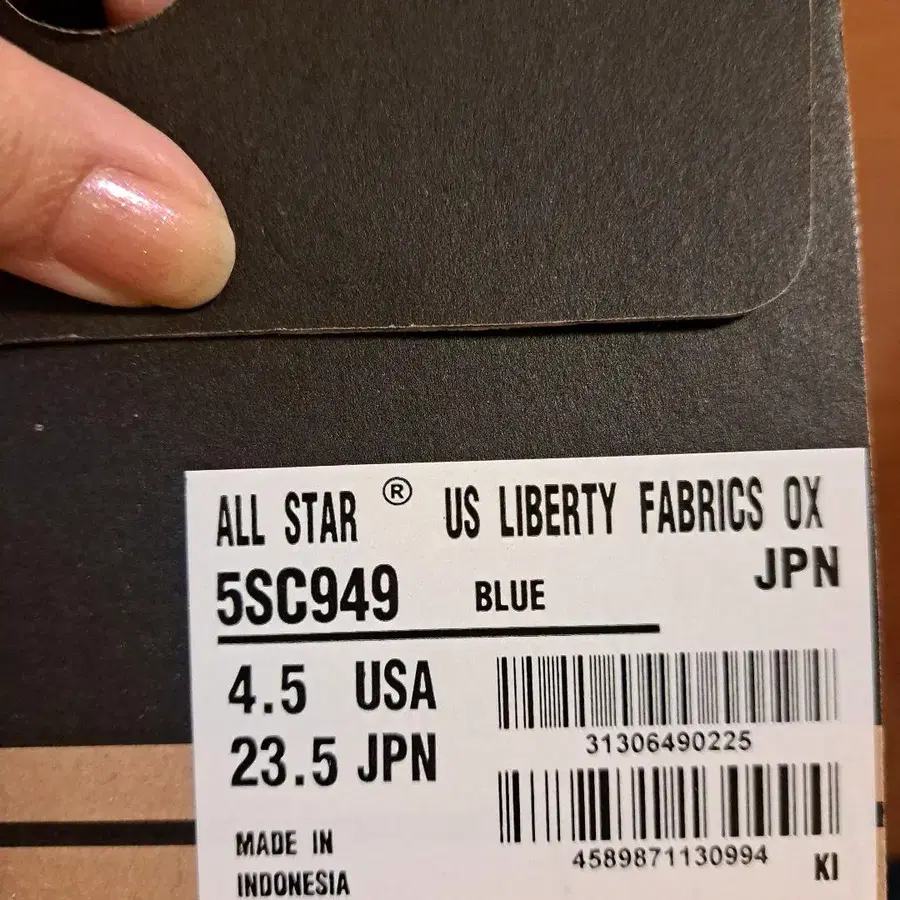 ALL STAR ® US LIBERTY FABRICS OX
5SC949 BLUE JPN
4.5 USA
23.5 JPN
31306490225
4589871130994
MADE IN
INDONESIA
KI